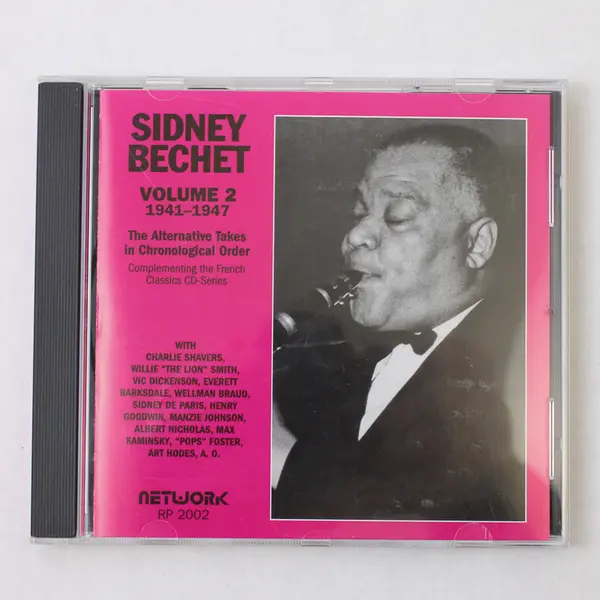 SIDNEY
BECHET
VOLUME 2
1941–1947
The Alternative Takes
in Chronological Order
Complementing the French
Classics CD-Series
WITH
CHARLIE SHAVERS,
WILLIE "THE LION" SMITH,
VIC DICKENSON, EVERETT
BARKSDALE, WELLMAN BRAUD,
SIDNEY DE PARIS, HENRY
GOODWIN, MANZIE JOHNSON,
ALBERT NICHOLAS, MAX
KAMINSKY, "POPS" FOSTER,
ART HODES, A. O.
NETWORK
RP 2002